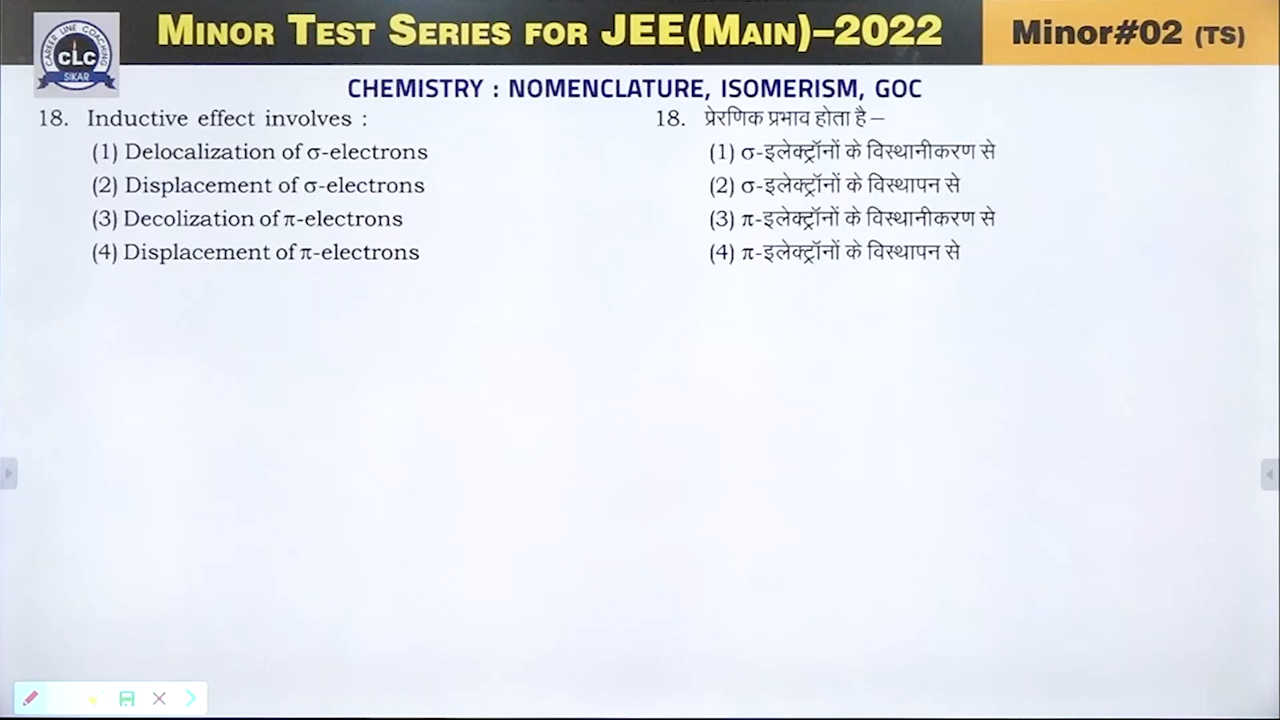 CAREER LINE COACHING
CLC
SIKAR
MINOR TEST SERIES FOR JEE(MAIN)–2022
Minor#02 (TS)
CHEMISTRY : NOMENCLATURE, ISOMERISM, GOC
18. Inductive effect involves :
(1) Delocalization of σ-electrons
(2) Displacement of σ-electrons
(3) Decolization of π-electrons
(4) Displacement of π-electrons
18. प्रेरणिक प्रभाव होता है –
(1) σ-इलेक्ट्रॉनों के विस्थानीकरण से
(2) σ-इलेक्ट्रॉनों के विस्थापन से
(3) π-इलेक्ट्रॉनों के विस्थानीकरण से
(4) π-इलेक्ट्रॉनों के विस्थापन से